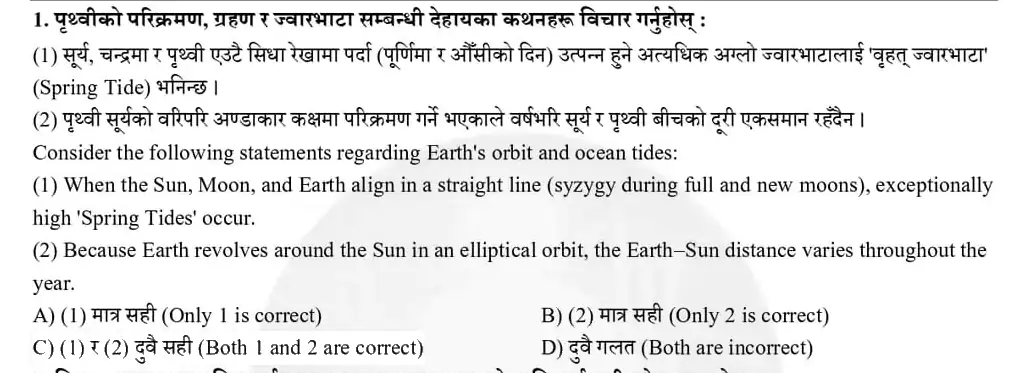 1. पृथ्वीको परिक्रमण, ग्रहण र ज्वारभाटा सम्बन्धी देहायका कथनहरू विचार गर्नुहोस् :
(1) सूर्य, चन्द्रमा र पृथ्वी एउटै सिधा रेखामा पर्दा (पूर्णिमा र औँसीको दिन) उत्पन्न हुने अत्यधिक अग्लो ज्वारभाटालाई 'वृहत् ज्वारभाटा'
(Spring Tide) भनिन्छ ।
(2) पृथ्वी सूर्यको वरिपरि अण्डाकार कक्षमा परिक्रमण गर्ने भएकाले वर्षभरि सूर्य र पृथ्वी बीचको दूरी एकसमान रहँदैन ।
Consider the following statements regarding Earth's orbit and ocean tides:
(1) When the Sun, Moon, and Earth align in a straight line (syzygy during full and new moons), exceptionally
high 'Spring Tides' occur.
(2) Because Earth revolves around the Sun in an elliptical orbit, the Earth–Sun distance varies throughout the
year.
A) (1) मात्र सही (Only 1 is correct) B) (2) मात्र सही (Only 2 is correct)
C) (1) र (2) दुवै सही (Both 1 and 2 are correct) D) दुवै गलत (Both are incorrect)